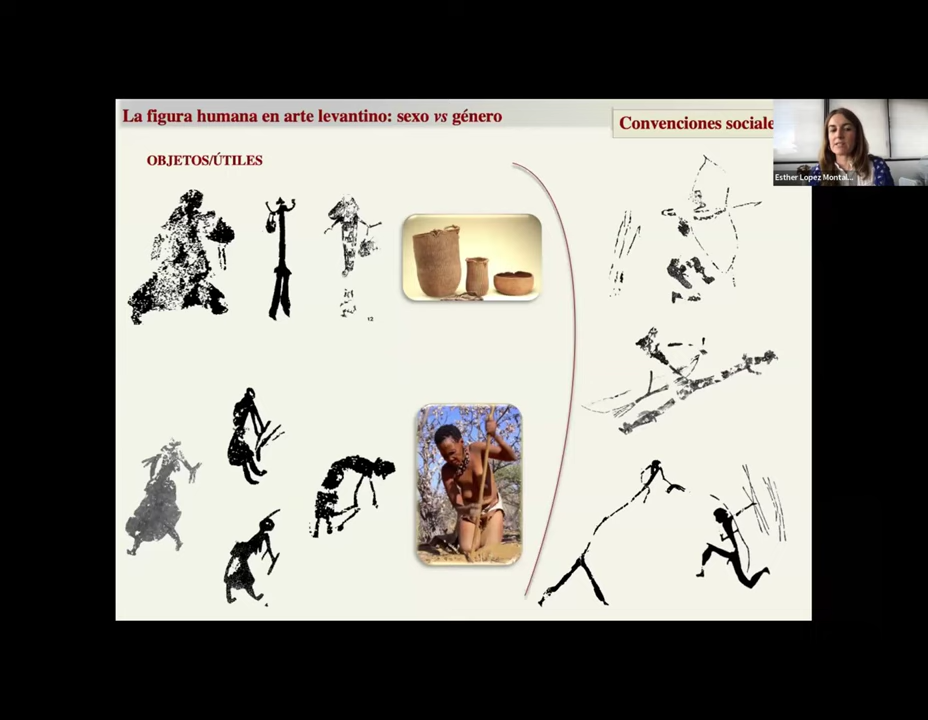 La figura humana en arte levantino: sexo vs género
Convenciones sociale
Esther Lopez Montal...
OBJETOS/ÚTILES